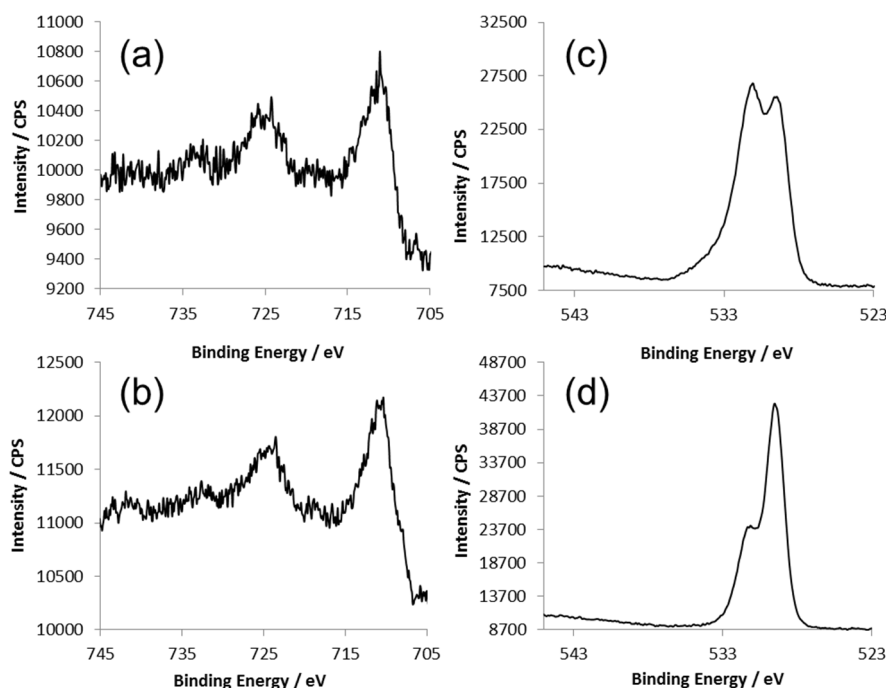 (a)
Intensity / CPS
11000
10800
10600
10400
10200
10000
9800
9600
9400
9200
745 735 725 715 705
Binding Energy / eV
(c)
Intensity / CPS
32500
27500
22500
17500
12500
7500
543 533 523
Binding Energy / eV
(b)
Intensity / CPS
12500
12000
11500
11000
10500
10000
745 735 725 715 705
Binding Energy / eV
(d)
Intensity / CPS
48700
43700
38700
33700
28700
23700
18700
13700
8700
543 533 523
Binding Energy / eV